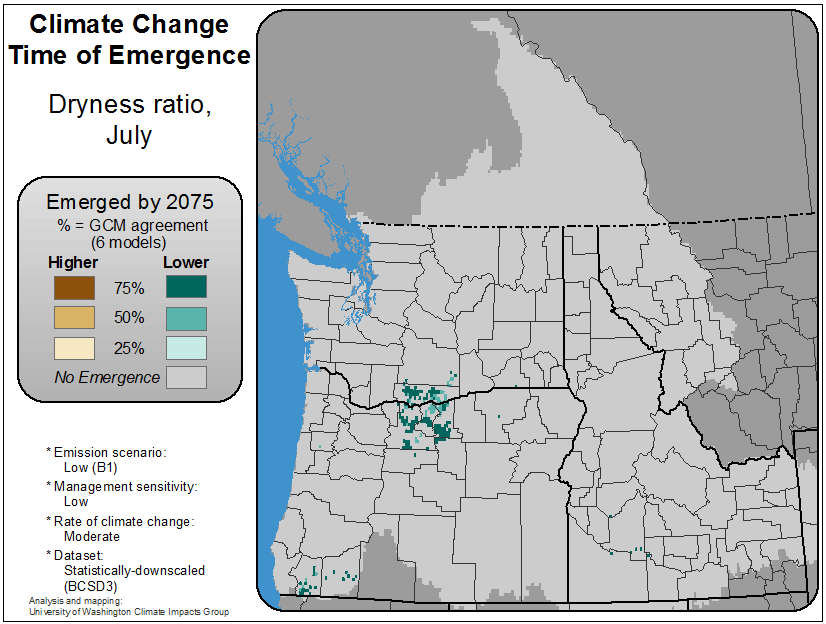 Climate Change
Time of Emergence
Dryness ratio,
July
Emerged by 2075
% = GCM agreement
(6 models)
Higher Lower
75%
50%
25%
No Emergence
* Emission scenario:
Low (B1)
* Management sensitivity:
Low
* Rate of climate change:
Moderate
* Dataset:
Statistically-downscaled
(BCSD3)
Analysis and mapping:
University of Washington Climate Impacts Group